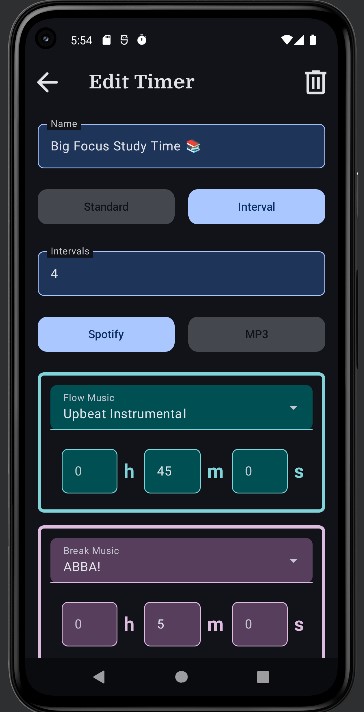 5:54
Edit Timer
Name
Big Focus Study Time 📚
Standard Interval
Intervals
4
Spotify MP3
Flow Music
Upbeat Instrumental
0 h 45 m 0 s
Break Music
ABBA!
0 h 5 m 0 s